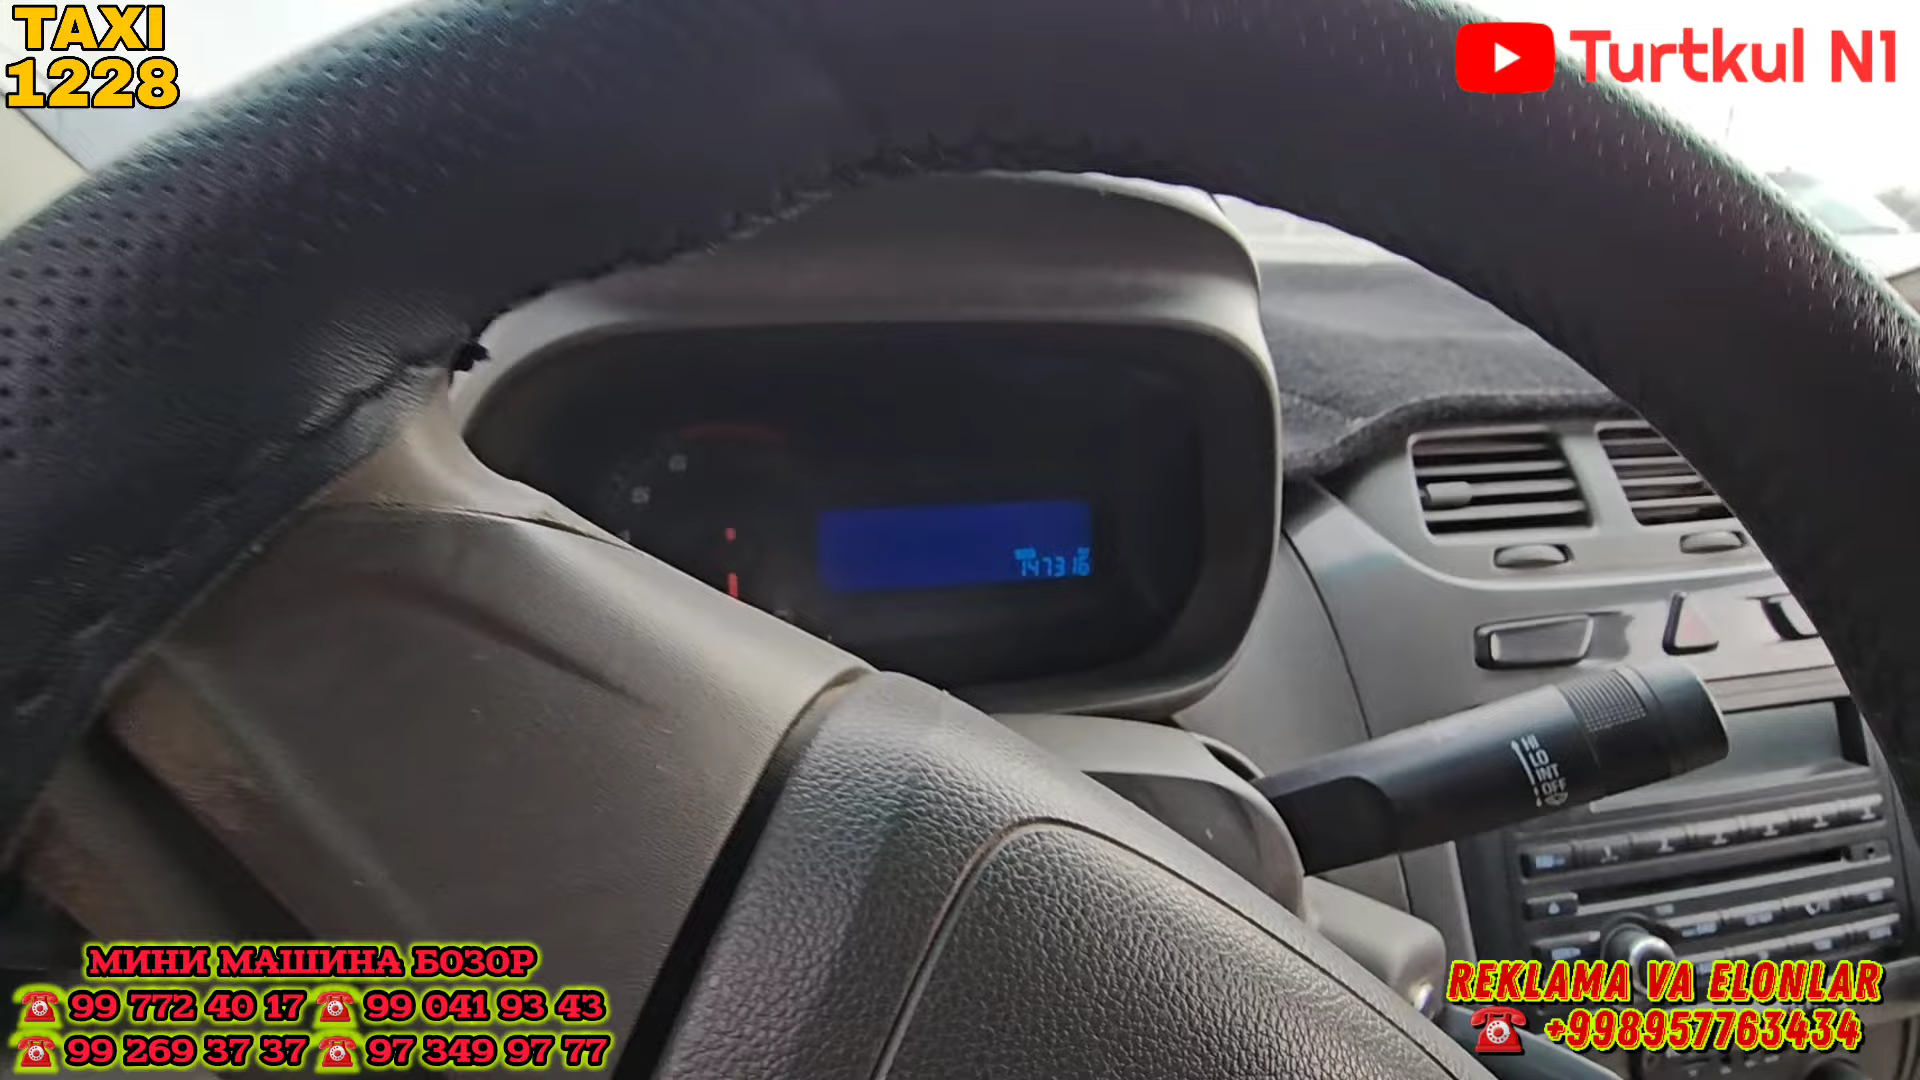 TAXI
1228
Turtkul N1
147316
HI
LO
INT
OFF
МИНИ МАШИНА БОЗОР
99 772 40 17 99 041 93 43
99 269 37 37 97 349 97 77
REKLAMA VA ELONLAR
+998957763434